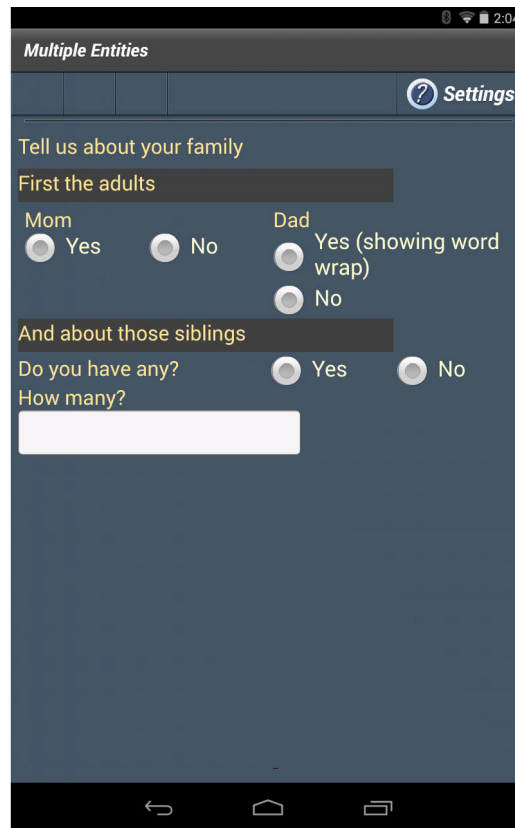 2:04
Multiple Entities
? Settings
Tell us about your family
First the adults
Mom Dad
Yes No Yes (showing word
wrap)
No
And about those siblings
Do you have any? Yes No
How many?